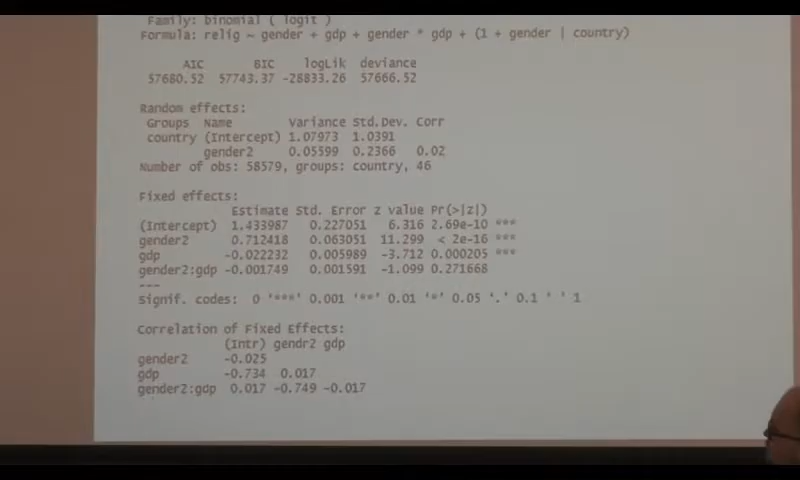 Family: binomial ( logit )
Formula: relig ~ gender + gdp + gender * gdp + (1 + gender | country)
AIC BIC logLik deviance
57680.52 57743.37 -28833.26 57666.52
Random effects:
Groups Name Variance Std.Dev. Corr
country (Intercept) 1.07973 1.0391
gender2 0.05599 0.2366 0.02
Number of obs: 58579, groups: country, 46
Fixed effects:
Estimate Std. Error z value Pr(>|z|)
(Intercept) 1.433987 0.227051 6.316 2.69e-10 ***
gender2 0.712418 0.063051 11.299 < 2e-16 ***
gdp -0.022232 0.005989 -3.712 0.000205 ***
gender2:gdp -0.001749 0.001591 -1.099 0.271668
---
Signif. codes: 0 '***' 0.001 '**' 0.01 '*' 0.05 '.' 0.1 ' ' 1
Correlation of Fixed Effects:
(Intr) gendr2 gdp
gender2 -0.025
gdp -0.734 0.017
gender2:gdp 0.017 -0.749 -0.017